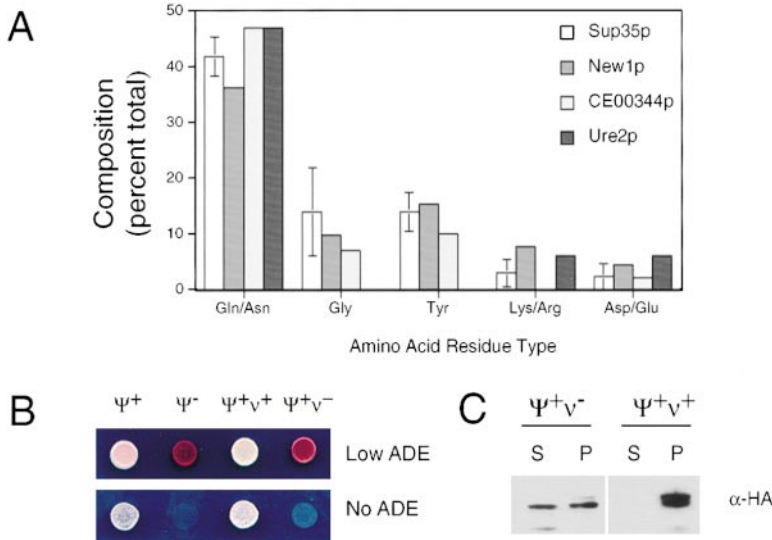 A
Composition
(percent total)
50
40
30
20
10
0
Sup35p
New1p
CE00344p
Ure2p
Gln/Asn Gly Tyr Lys/Arg Asp/Glu
Amino Acid Residue Type
B
Ψ⁺ Ψ⁻ Ψ⁺ν⁺ Ψ⁺ν⁻
Low ADE
No ADE
C
Ψ⁺ν⁻ Ψ⁺ν⁺
S P S P
α-HA